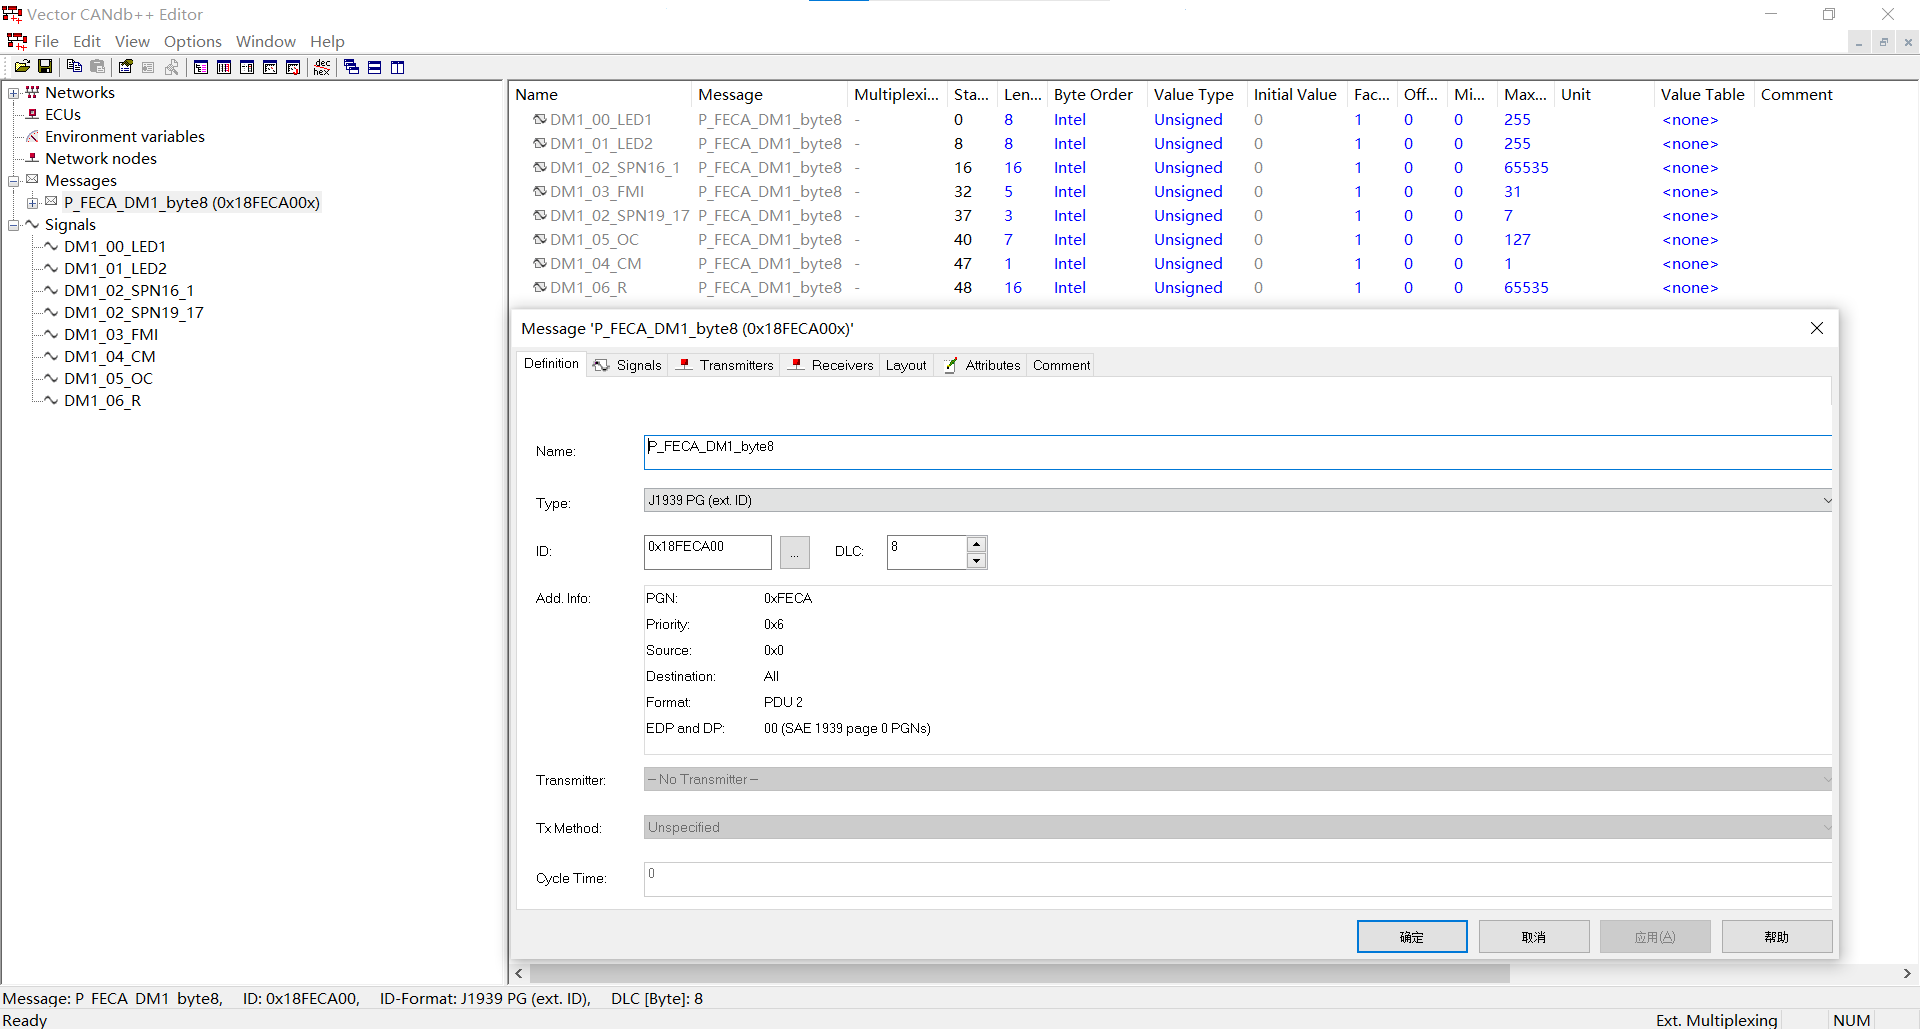 Vector CANdb++ Editor
File Edit View Options Window Help
dec
hex
Networks
ECUs
Environment variables
Network nodes
Messages
P_FECA_DM1_byte8 (0x18FECA00x)
Signals
DM1_00_LED1
DM1_01_LED2
DM1_02_SPN16_1
DM1_02_SPN19_17
DM1_03_FMI
DM1_04_CM
DM1_05_OC
DM1_06_R
Name Message Multiplexi... Sta... Len... Byte Order Value Type Initial Value Fac... Off... Mi... Max... Unit Value Table Comment
DM1_00_LED1 P_FECA_DM1_byte8 - 0 8 Intel Unsigned 0 1 0 0 255 <none>
DM1_01_LED2 P_FECA_DM1_byte8 - 8 8 Intel Unsigned 0 1 0 0 255 <none>
DM1_02_SPN16_1 P_FECA_DM1_byte8 - 16 16 Intel Unsigned 0 1 0 0 65535 <none>
DM1_03_FMI P_FECA_DM1_byte8 - 32 5 Intel Unsigned 0 1 0 0 31 <none>
DM1_02_SPN19_17 P_FECA_DM1_byte8 - 37 3 Intel Unsigned 0 1 0 0 7 <none>
DM1_05_OC P_FECA_DM1_byte8 - 40 7 Intel Unsigned 0 1 0 0 127 <none>
DM1_04_CM P_FECA_DM1_byte8 - 47 1 Intel Unsigned 0 1 0 0 1 <none>
DM1_06_R P_FECA_DM1_byte8 - 48 16 Intel Unsigned 0 1 0 0 65535 <none>
Message 'P_FECA_DM1_byte8 (0x18FECA00x)'
Definition Signals Transmitters Receivers Layout Attributes Comment
Name: P_FECA_DM1_byte8
Type: J1939 PG (ext. ID)
ID: 0x18FECA00 ... DLC: 8
Add. Info: PGN: 0xFECA
Priority: 0x6
Source: 0x0
Destination: All
Format: PDU 2
EDP and DP: 00 (SAE 1939 page 0 PGNs)
Transmitter: -- No Transmitter --
Tx Method: Unspecified
Cycle Time: 0
确定 取消 应用(A) 帮助
Message: P_FECA_DM1_byte8, ID: 0x18FECA00, ID-Format: J1939 PG (ext. ID), DLC [Byte]: 8
Ready Ext. Multiplexing NUM